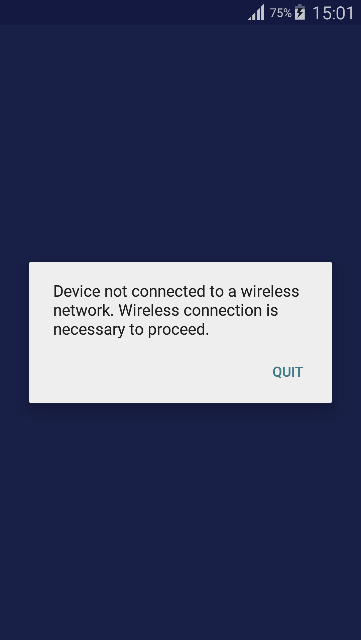 75% 15:01
Device not connected to a wireless
network. Wireless connection is
necessary to proceed.
QUIT